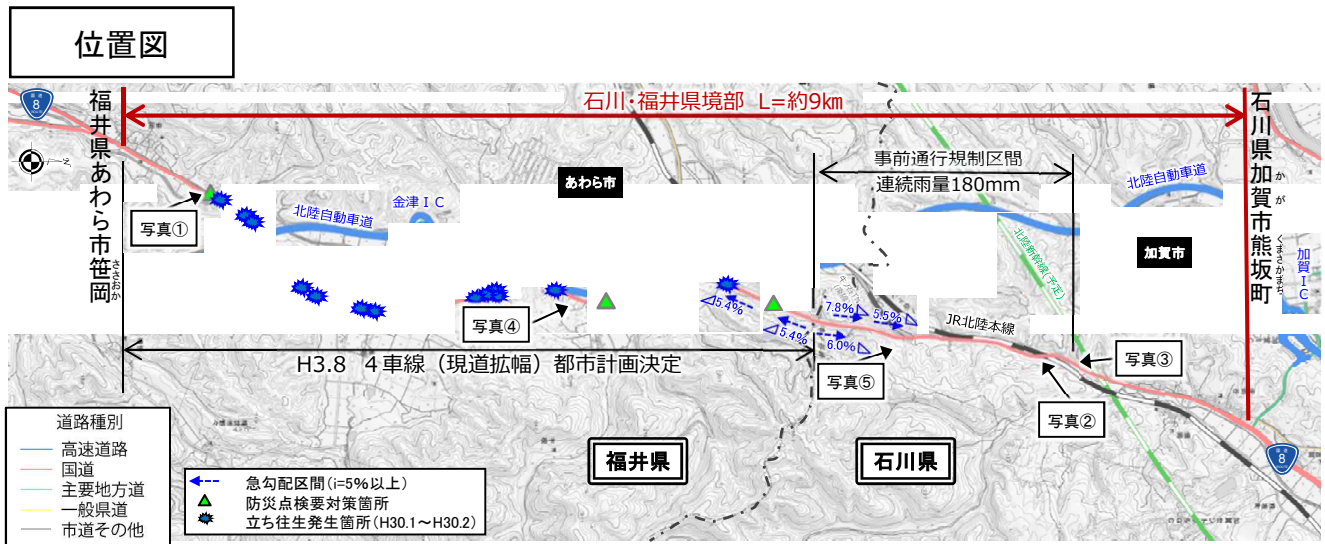 位置図
国道
8
福井県あわら市笹岡
ささおか
石川・福井県境部 L=約9km
石川県加賀市熊坂町
かが
くまさかまち
事前通行規制区間
連続雨量180mm
あわら市
北陸自動車道
金津IC
北陸自動車道
写真①
北陸新幹線(予定)
加賀市
加賀IC
写真④
5.4%
7.8%
5.5%
5.4%
6.0%
JR北陸本線
写真③
写真⑤
写真②
H3.8 4車線(現道拡幅)都市計画決定
福井県
石川県
8
道路種別
高速道路
国道
主要地方道
一般県道
市道その他
急勾配区間(i=5%以上)
防災点検要対策箇所
立ち往生発生箇所(H30.1~H30.2)